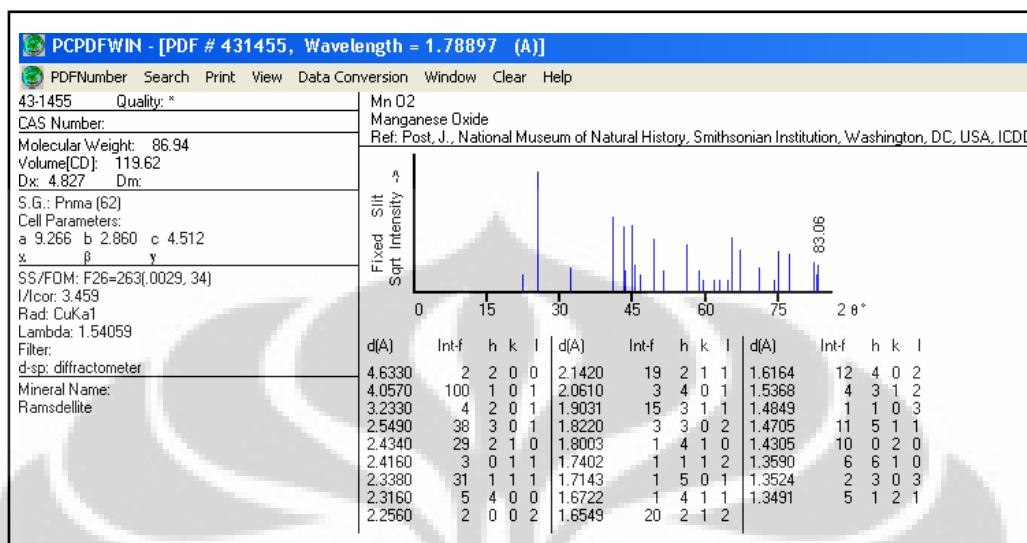 PCPDFWIN - [PDF # 431455, Wavelength = 1.78897 (A)]
PDFNumber Search Print View Data Conversion Window Clear Help
43-1455 Quality: *
CAS Number:
Molecular Weight: 86.94
Volume[CD]: 119.62
Dx: 4.827 Dm:
S.G.: Pnma (62)
Cell Parameters:
a 9.266 b 2.860 c 4.512
β γ
SS/FOM: F26=263(.0029, 34)
I/Icor: 3.459
Rad: CuKa1
Lambda: 1.54059
Filter:
d-sp: diffractometer
Mineral Name:
Ramsdellite
Mn O2
Manganese Oxide
Ref: Post, J., National Museum of Natural History, Smithsonian Institution, Washington, DC, USA, ICDD
Fixed Slit
Sqrt Intensity ->
83.06
0 15 30 45 60 75 2 θ°
d(A) Int-f h k l d(A) Int-f h k l d(A) Int-f h k l
4.6330 2 2 0 0 2.1420 19 2 1 1 1.6164 12 4 0 2
4.0570 100 1 0 1 2.0610 3 4 0 1 1.5368 4 3 1 2
3.2330 4 2 0 1 1.9031 15 3 1 1 1.4849 1 1 0 3
2.5490 38 3 0 1 1.8220 3 3 0 2 1.4705 11 5 1 1
2.4340 29 2 1 0 1.8003 1 4 1 0 1.4305 10 0 2 0
2.4160 3 0 1 1 1.7402 1 1 1 2 1.3590 6 6 1 0
2.3380 31 1 1 1 1.7143 1 5 0 1 1.3524 2 3 0 3
2.3160 5 4 0 0 1.6722 1 4 1 1 1.3491 5 1 2 1
2.2560 2 0 0 2 1.6549 20 2 1 2